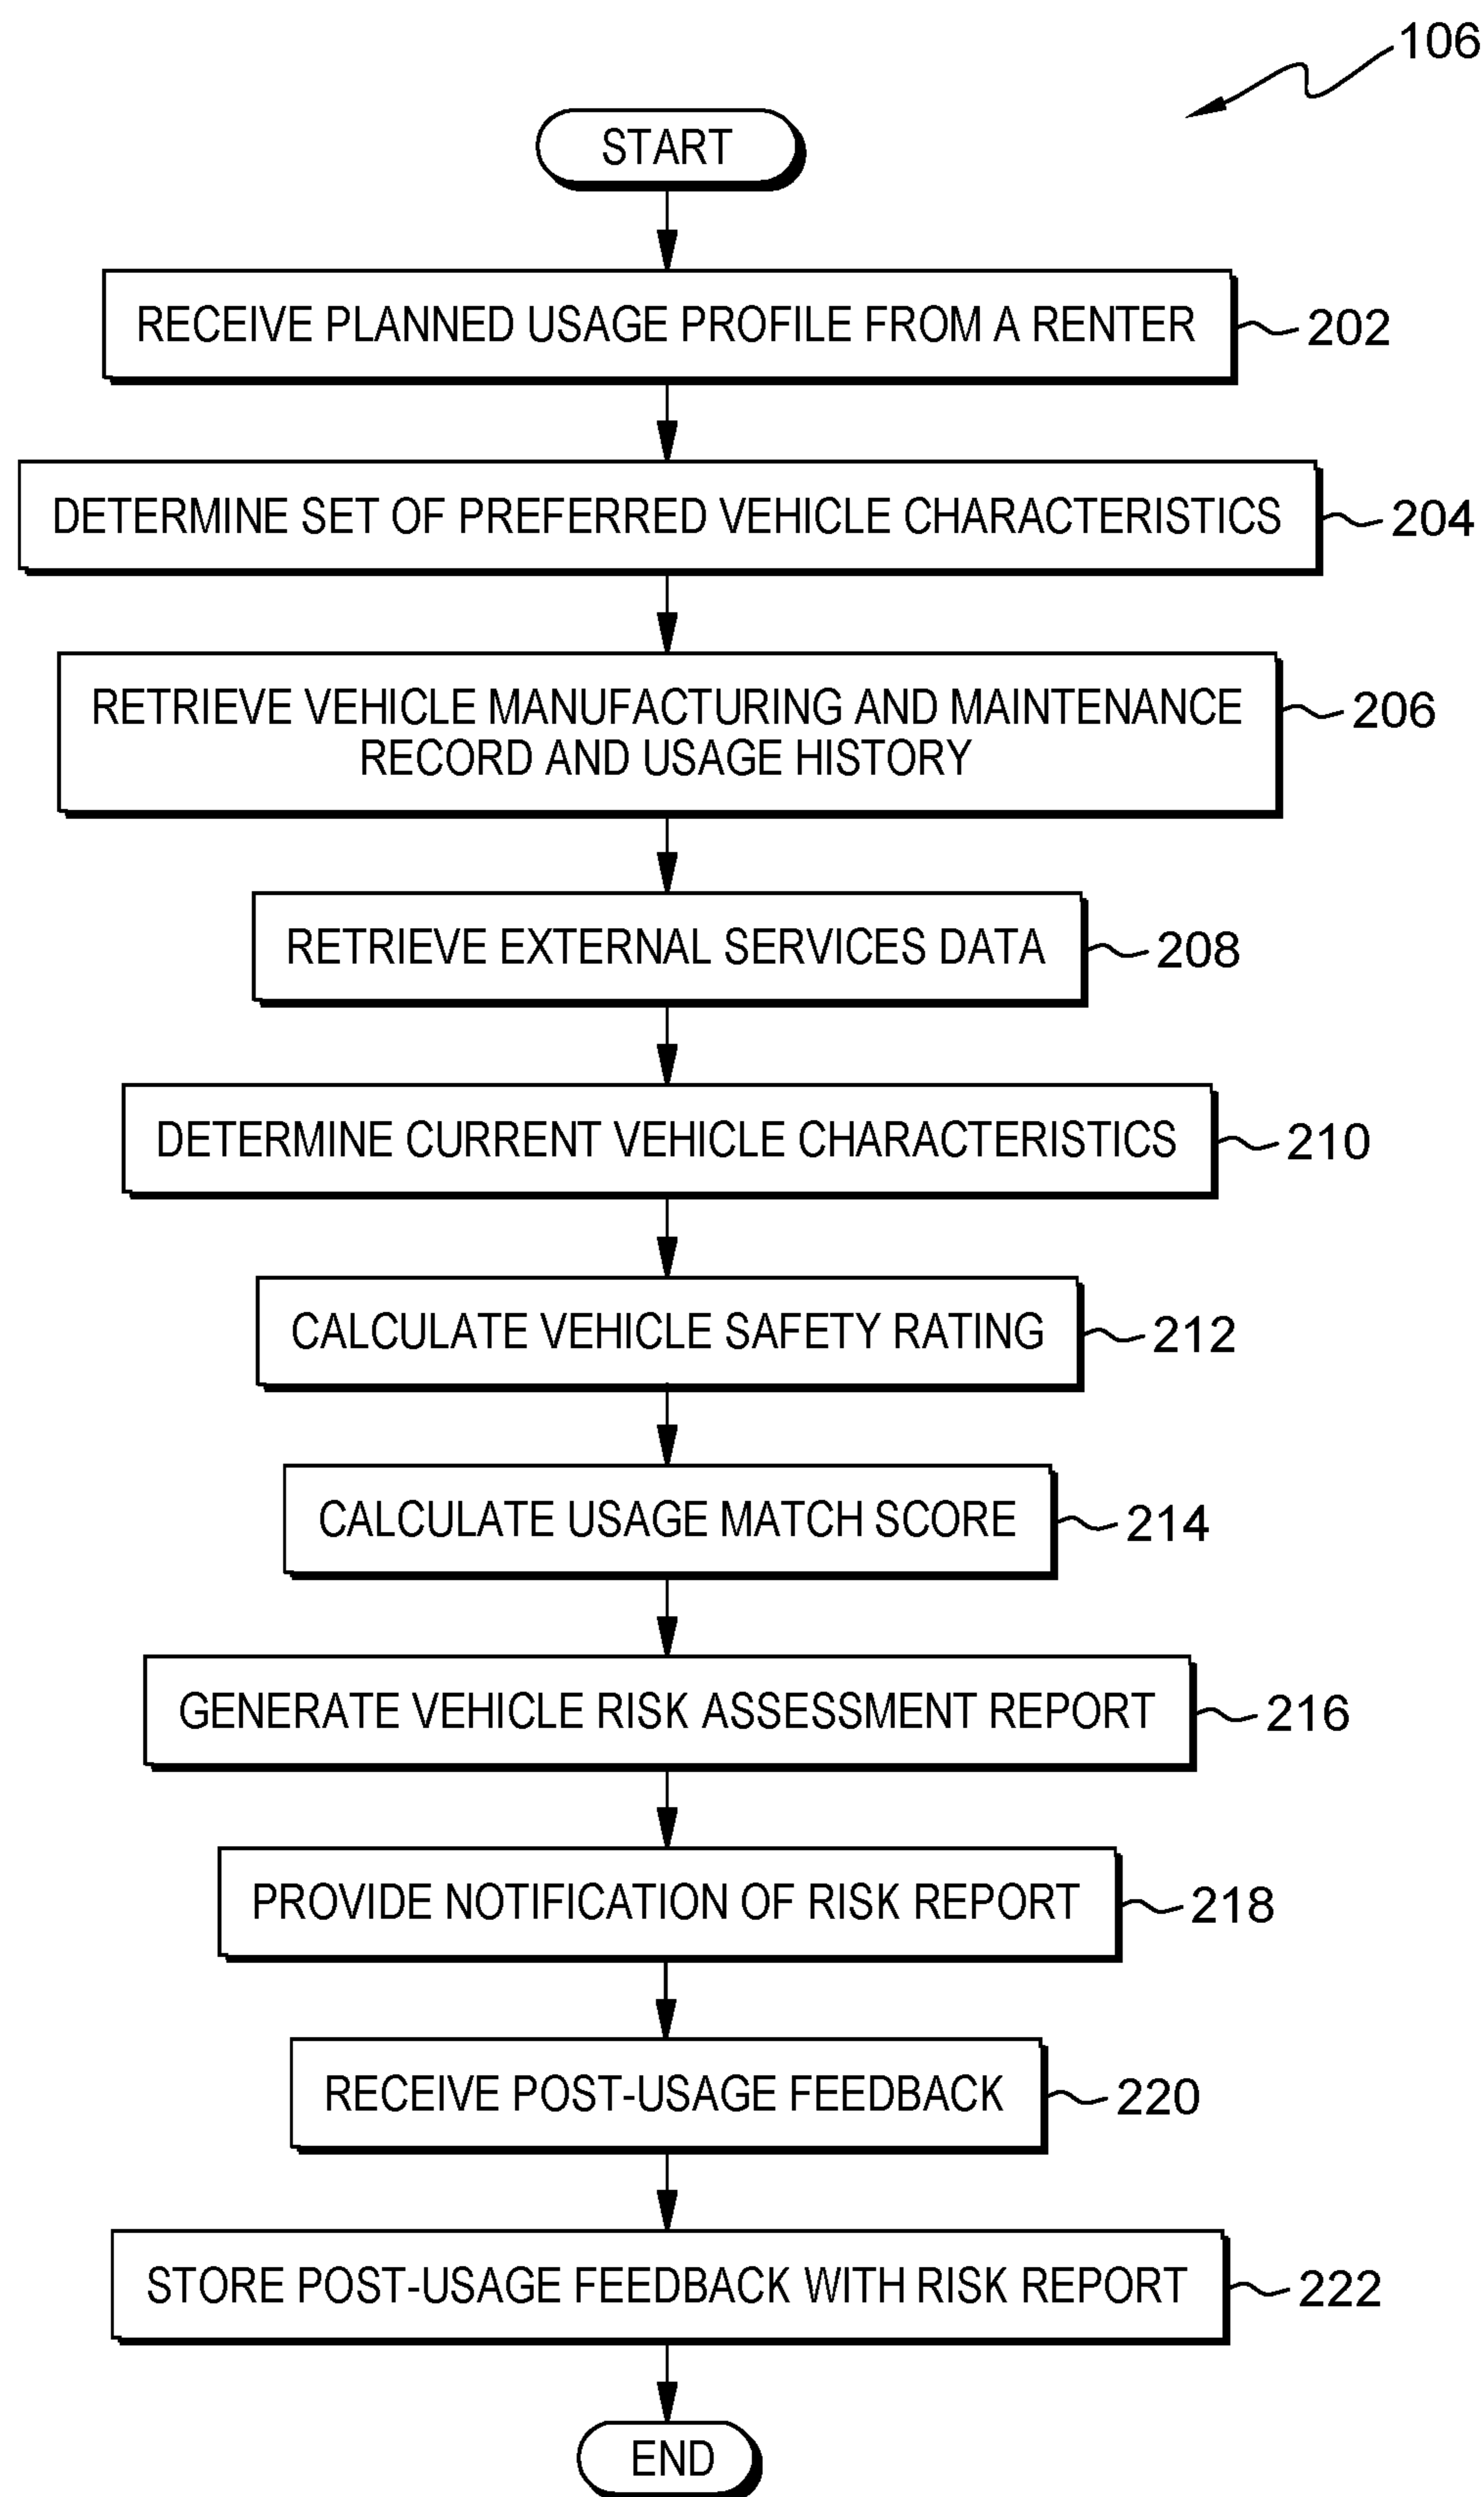 106
START
RECEIVE PLANNED USAGE PROFILE FROM A RENTER
202
DETERMINE SET OF PREFERRED VEHICLE CHARACTERISTICS
204
RETRIEVE VEHICLE MANUFACTURING AND MAINTENANCE
RECORD AND USAGE HISTORY
206
RETRIEVE EXTERNAL SERVICES DATA
208
DETERMINE CURRENT VEHICLE CHARACTERISTICS
210
CALCULATE VEHICLE SAFETY RATING
212
CALCULATE USAGE MATCH SCORE
214
GENERATE VEHICLE RISK ASSESSMENT REPORT
216
PROVIDE NOTIFICATION OF RISK REPORT
218
RECEIVE POST-USAGE FEEDBACK
220
STORE POST-USAGE FEEDBACK WITH RISK REPORT
222
END